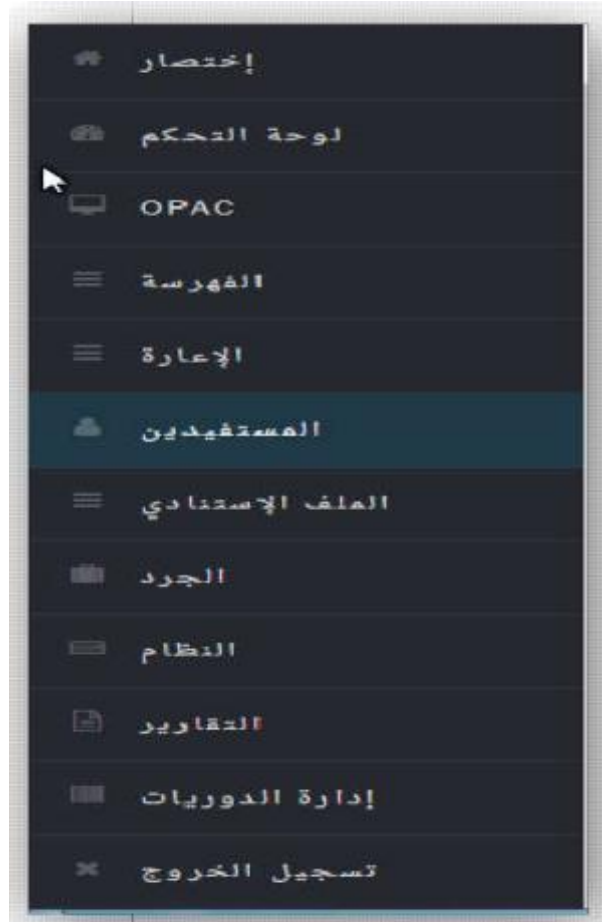 إختصار
لوحة التحكم
OPAC
الفهرسة
الإعارة
المستفيدين
الملف الإستنادي
الجرد
النظام
التقارير
إدارة الدوريات
تسجيل الخروج